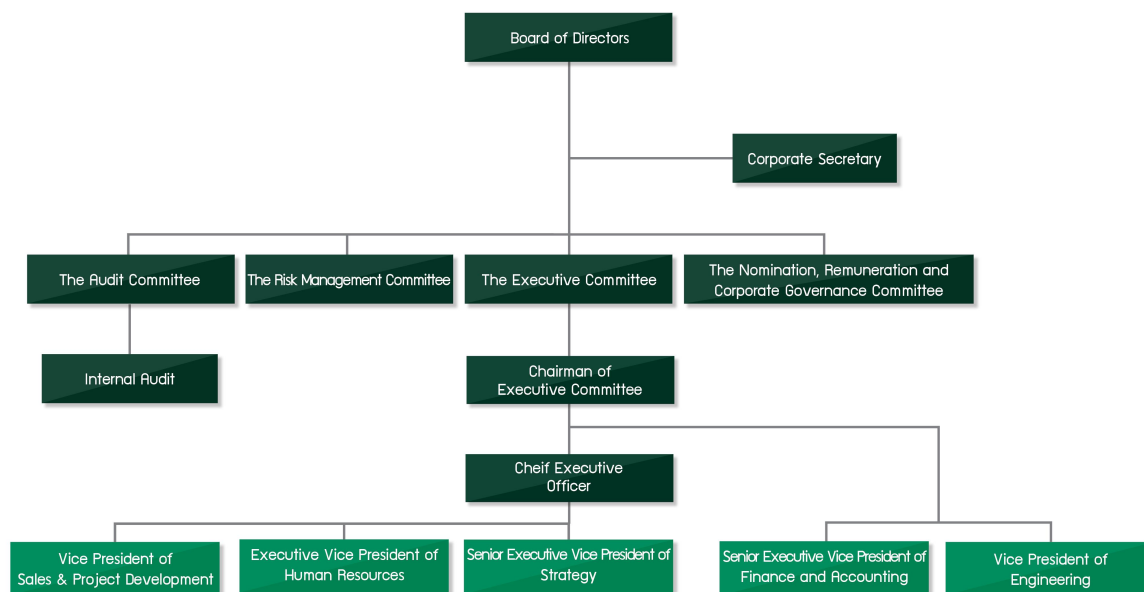 Board of Directors
Corporate Secretary
The Audit Committee
The Risk Management Committee
The Executive Committee
The Nomination, Remuneration and
Corporate Governance Committee
Internal Audit
Chairman of
Executive Committee
Cheif Executive
Officer
Vice President of
Sales & Project Development
Executive Vice President of
Human Resources
Senior Executive Vice President of
Strategy
Senior Executive Vice President of
Finance and Accounting
Vice President of
Engineering